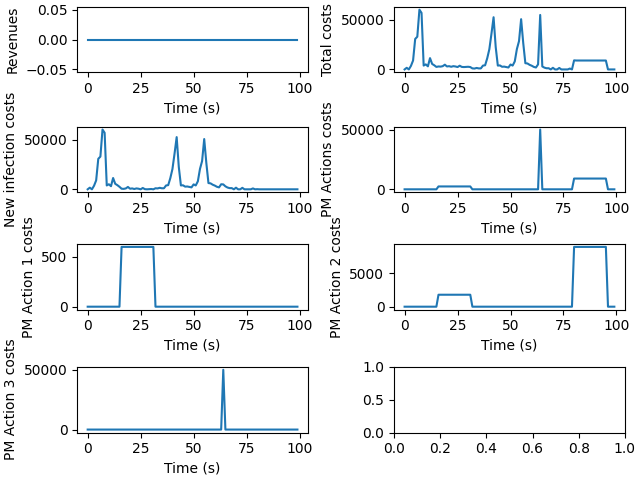 Revenues
0.05
0.00
−0.05
0 25 50 75 100
Time (s)
Total costs
50000
0
0 25 50 75 100
Time (s)
New infection costs
50000
0
0 25 50 75 100
Time (s)
PM Actions costs
50000
0
0 25 50 75 100
Time (s)
PM Action 1 costs
500
0
0 25 50 75 100
Time (s)
PM Action 2 costs
5000
0
0 25 50 75 100
Time (s)
PM Action 3 costs
50000
0
0 25 50 75 100
Time (s)
1.0
0.5
0.0
0.0 0.2 0.4 0.6 0.8 1.0